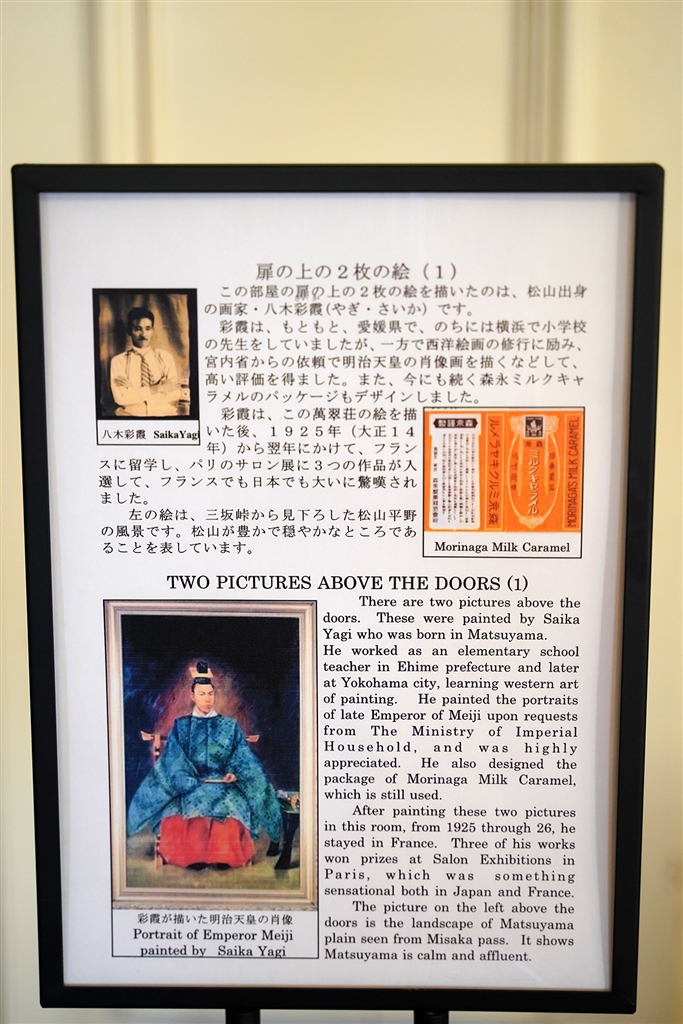 扉の上の２枚の絵（１）
この部屋の扉の上の２枚の絵を描いたのは、松山出身
の画家・八木彩霞(やぎ・さいか）です。
彩霞は、もともと、愛媛県で、のちには横浜で小学校
の先生をしていましたが、一方で西洋絵画の修行に励み、
宮内省からの依頼で明治天皇の肖像画を描くなどして、
高い評価を得ました。また、今にも続く森永ミルクキャ
ラメルのパッケージもデザインしました。
彩霞は、この萬翠荘の絵を描
いた後、１９２５年（大正１４
年）から翌年にかけて、フラン
スに留学し、パリのサロン展に３つの作品が入
選して、フランスでも日本でも大いに驚嘆され
ました。
左の絵は、三坂峠から見下ろした松山平野
の風景です。松山が豊かで穏やかなところであ
ることを表しています。
八木彩霞 SaikaYagi
ミルクキャラメル
MORINAGA'S MILK CARAMEL
Morinaga Milk Caramel
TWO PICTURES ABOVE THE DOORS (1)
There are two pictures above the
doors. These were painted by Saika
Yagi who was born in Matsuyama.
He worked as an elementary school
teacher in Ehime prefecture and later
at Yokohama city, learning western art
of painting. He painted the portraits
of late Emperor of Meiji upon requests
from The Ministry of Imperial
Household, and was highly
appreciated. He also designed the
package of Morinaga Milk Caramel,
which is still used.
After painting these two pictures
in this room, from 1925 through 26, he
stayed in France. Three of his works
won prizes at Salon Exhibitions in
Paris, which was something
sensational both in Japan and France.
The picture on the left above the
doors is the landscape of Matsuyama
plain seen from Misaka pass. It shows
Matsuyama is calm and affluent.
彩霞が描いた明治天皇の肖像
Portrait of Emperor Meiji
painted by Saika Yagi